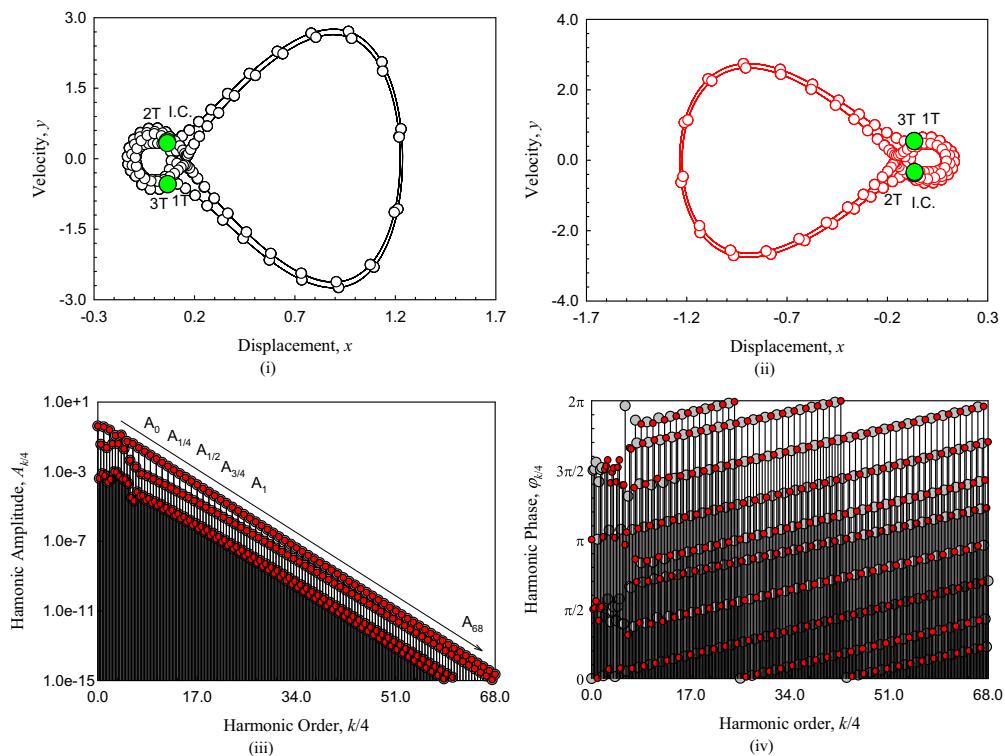 3.0
1.5
0.0
-1.5
-3.0
Velocity, y
2T I.C.
3T 1T
-0.3 0.2 0.7 1.2 1.7
Displacement, x
(i)
4.0
2.0
0.0
-2.0
-4.0
Velocity, y
3T 1T
2T I.C.
-1.7 -1.2 -0.7 -0.2 0.3
Displacement, x
(ii)
1.0e+1
1.0e-3
1.0e-7
1.0e-11
1.0e-15
Hamonic Amplitude, A_{k/4}
A_0
A_{1/4}
A_{1/2}
A_{3/4}
A_1
A_{68}
0.0 17.0 34.0 51.0 68.0
Harmonic Order, k/4
(iii)
2π
3π/2
π
π/2
0
Harmonic Phase, φ_{k/4}
0.0 17.0 34.0 51.0 68.0
Harmonic order, k/4
(iv)